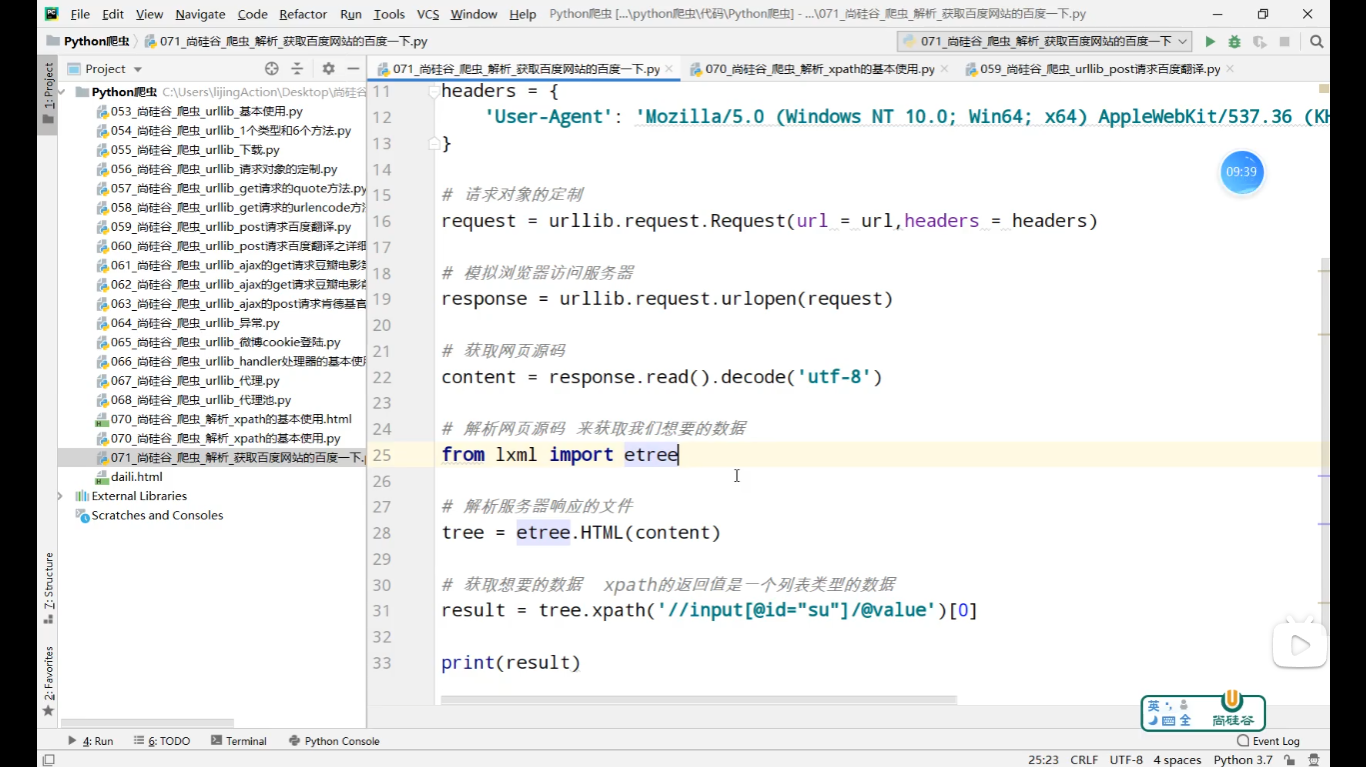 File Edit View Navigate Code Refactor Run Tools VCS Window Help Python爬虫 [...\python爬虫\代码\Python爬虫] - ...\071_尚硅谷_爬虫_解析_获取百度网站的百度一下.py
Python爬虫 071_尚硅谷_爬虫_解析_获取百度网站的百度一下.py 071_尚硅谷_爬虫_解析_获取百度网站的百度一下
Project
071_尚硅谷_爬虫_解析_获取百度网站的百度一下.py 070_尚硅谷_爬虫_解析_xpath的基本使用.py 059_尚硅谷_爬虫_urllib_post请求百度翻译.py
1: Project
Python爬虫 C:\Users\lijingAction\Desktop\尚硅谷
053_尚硅谷_爬虫_urllib_基本使用.py
054_尚硅谷_爬虫_urllib_1个类型和6个方法.py
055_尚硅谷_爬虫_urllib_下载.py
056_尚硅谷_爬虫_urllib_请求对象的定制.py
057_尚硅谷_爬虫_urllib_get请求的quote方法.py
058_尚硅谷_爬虫_urllib_get请求的urlencode方法
059_尚硅谷_爬虫_urllib_post请求百度翻译.py
060_尚硅谷_爬虫_urllib_post请求百度翻译之详细
061_尚硅谷_爬虫_urllib_ajax的get请求豆瓣电影
062_尚硅谷_爬虫_urllib_ajax的get请求豆瓣电影
063_尚硅谷_爬虫_urllib_ajax的post请求肯德基官
064_尚硅谷_爬虫_urllib_异常.py
065_尚硅谷_爬虫_urllib_微博cookie登陆.py
066_尚硅谷_爬虫_urllib_handler处理器的基本使
067_尚硅谷_爬虫_urllib_代理.py
068_尚硅谷_爬虫_urllib_代理池.py
070_尚硅谷_爬虫_解析_xpath的基本使用.html
070_尚硅谷_爬虫_解析_xpath的基本使用.py
071_尚硅谷_爬虫_解析_获取百度网站的百度一下.
daili.html
External Libraries
Scratches and Consoles
7: Structure
2: Favorites
11 headers = {
12 'User-Agent': 'Mozilla/5.0 (Windows NT 10.0; Win64; x64) AppleWebKit/537.36 (KH
13 }
14
15 # 请求对象的定制
16 request = urllib.request.Request(url = url,headers = headers)
17
18 # 模拟浏览器访问服务器
19 response = urllib.request.urlopen(request)
20
21 # 获取网页源码
22 content = response.read().decode('utf-8')
23
24 # 解析网页源码 来获取我们想要的数据
25 from lxml import etree
26
27 # 解析服务器响应的文件
28 tree = etree.HTML(content)
29
30 # 获取想要的数据 xpath的返回值是一个列表类型的数据
31 result = tree.xpath('//input[@id="su"]/@value')[0]
32
33 print(result)
09:39
英 全
尚硅谷
4: Run 6: TODO Terminal Python Console Event Log
25:23 CRLF UTF-8 4 spaces Python 3.7